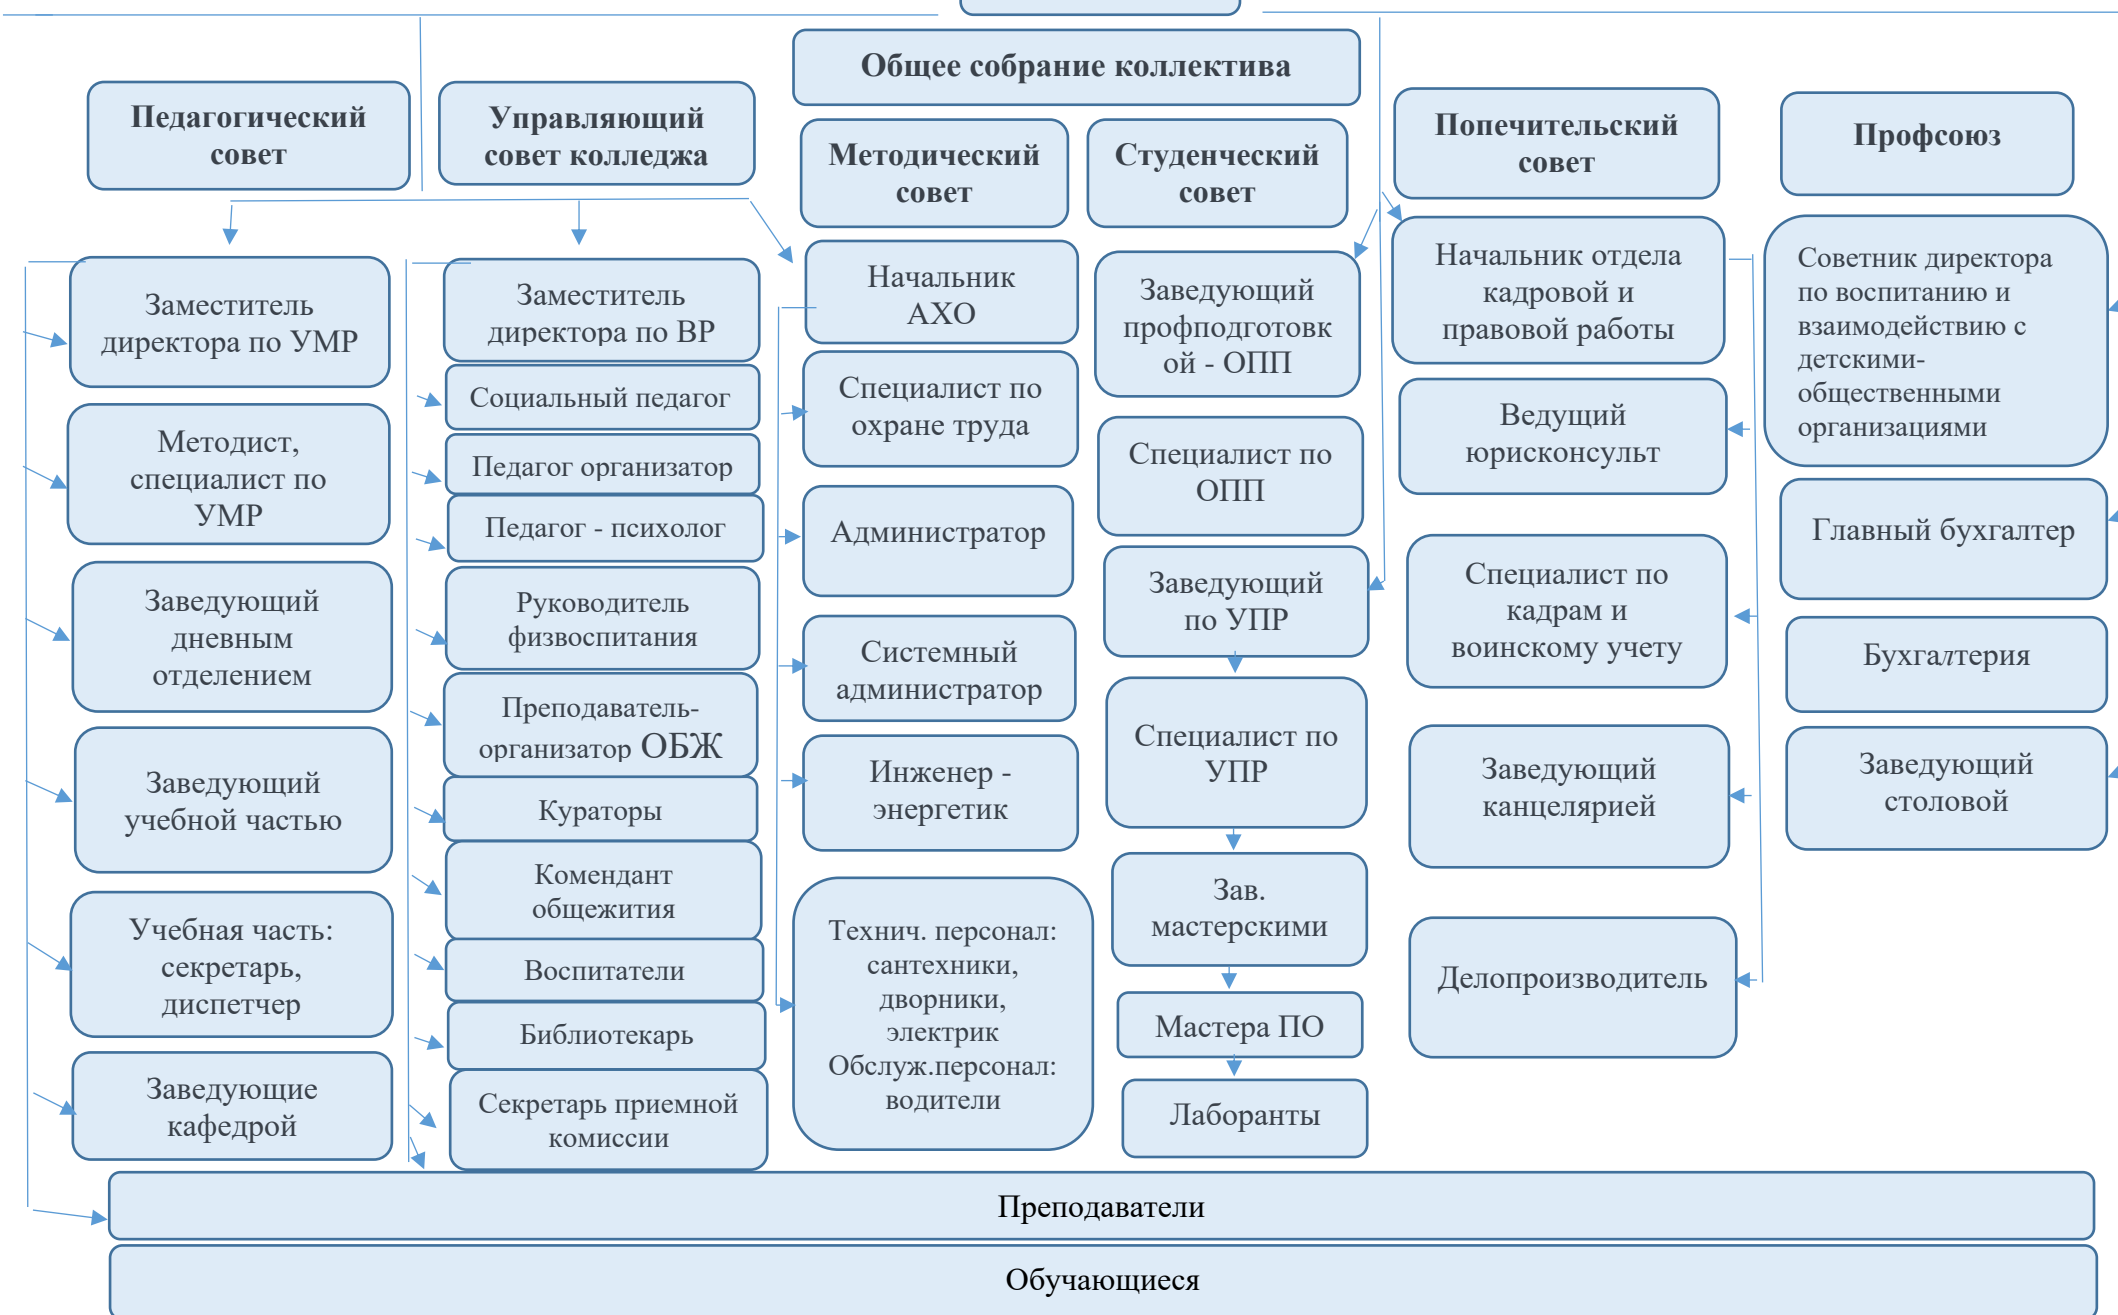 Общее собрание коллектива
Педагогический
совет
Управляющий
совет колледжа
Методический
совет
Студенческий
совет
Попечительский
совет
Профсоюз
Заместитель
директора по УМР
Методист,
специалист по
УМР
Заведующий
дневным
отделением
Заведующий
учебной частью
Учебная часть:
секретарь,
диспетчер
Заведующие
кафедрой
Заместитель
директора по ВР
Социальный педагог
Педагог организатор
Педагог - психолог
Руководитель
физвоспитания
Преподаватель-
организатор ОБЖ
Кураторы
Комендант
общежития
Воспитатели
Библиотекарь
Секретарь приемной
комиссии
Начальник
АХО
Специалист по
охране труда
Администратор
Системный
администратор
Инженер -
энергетик
Технич. персонал:
сантехники,
дворники,
электрик
Обслуж.персонал:
водители
Заведующий
профподготовк
ой - ОПП
Специалист по
ОПП
Заведующий
по УПР
Специалист по
УПР
Зав.
мастерскими
Мастера ПО
Лаборанты
Начальник отдела
кадровой и
правовой работы
Ведущий
юрисконсульт
Специалист по
кадрам и
воинскому учету
Заведующий
канцелярией
Делопроизводитель
Советник директора
по воспитанию и
взаимодействию с
детскими-
общественными
организациями
Главный бухгалтер
Бухгалтерия
Заведующий
столовой
Преподаватели
Обучающиеся